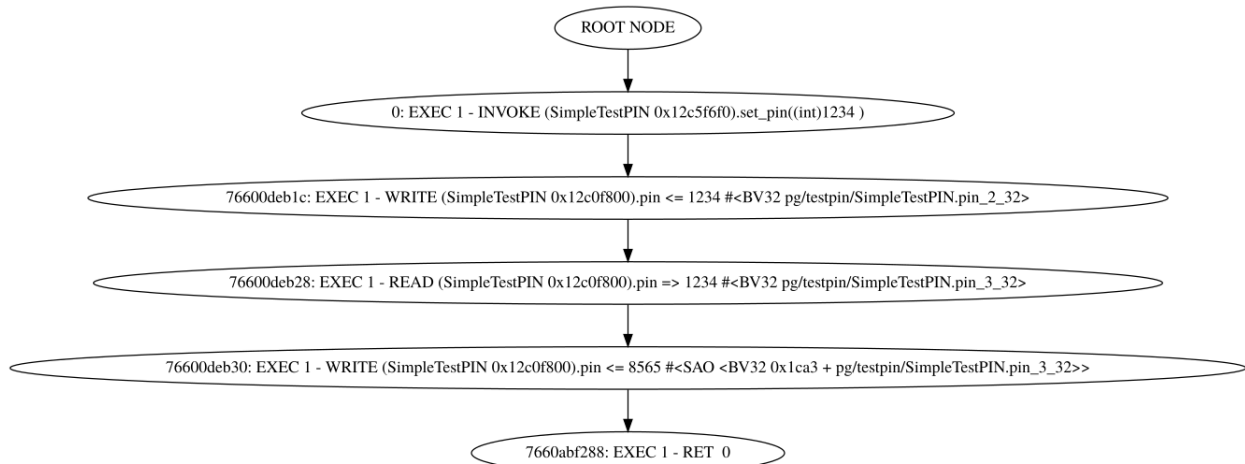 ROOT NODE
0: EXEC 1 - INVOKE (SimpleTestPIN 0x12c5f6f0).set_pin((int)1234 )
76600deb1c: EXEC 1 - WRITE (SimpleTestPIN 0x12c0f800).pin <= 1234 #<BV32 pg/testpin/SimpleTestPIN.pin_2_32>
76600deb28: EXEC 1 - READ (SimpleTestPIN 0x12c0f800).pin => 1234 #<BV32 pg/testpin/SimpleTestPIN.pin_3_32>
76600deb30: EXEC 1 - WRITE (SimpleTestPIN 0x12c0f800).pin <= 8565 #<SAO <BV32 0x1ca3 + pg/testpin/SimpleTestPIN.pin_3_32>>
7660abf288: EXEC 1 - RET  0